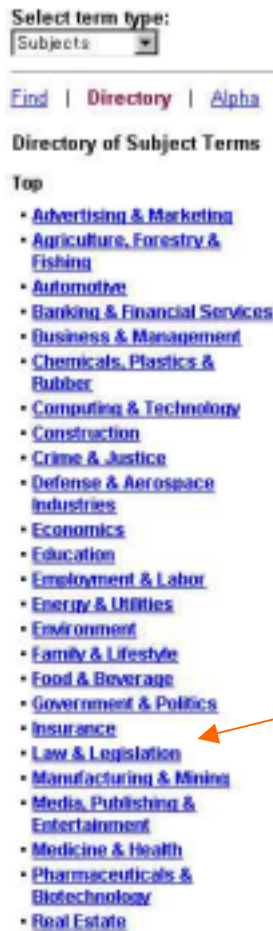 Select term type:
Subjects
Find | Directory | Alpha
Directory of Subject Terms
Top
• Advertising & Marketing
• Agriculture, Forestry &
Fishing
• Automotive
• Banking & Financial Services
• Business & Management
• Chemicals, Plastics &
Rubber
• Computing & Technology
• Construction
• Crime & Justice
• Defense & Aerospace
Industries
• Economics
• Education
• Employment & Labor
• Energy & Utilities
• Environment
• Family & Lifestyle
• Food & Beverage
• Government & Politics
• Insurance
• Law & Legislation
• Manufacturing & Mining
• Media, Publishing &
Entertainment
• Medicine & Health
• Pharmaceuticals &
Biotechnology
• Real Estate